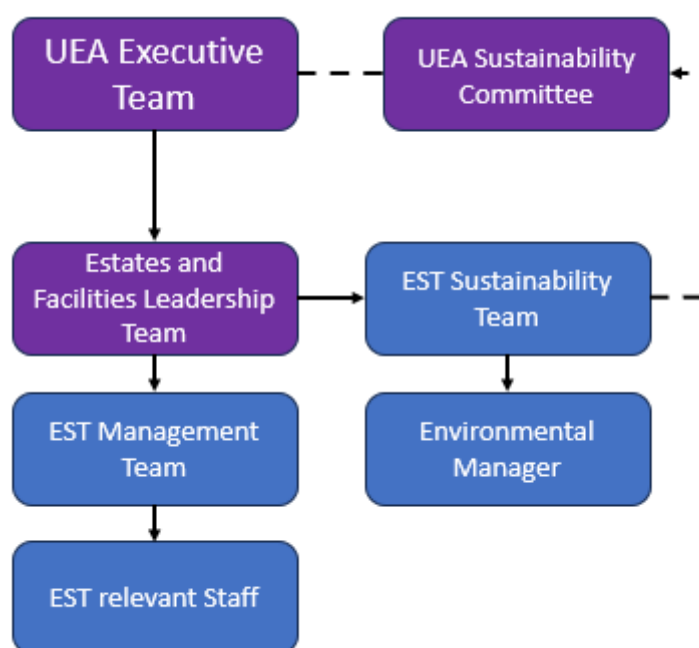 UEA Executive
Team
UEA Sustainability
Committee
Estates and
Facilities Leadership
Team
EST Sustainability
Team
EST Management
Team
Environmental
Manager
EST relevant Staff